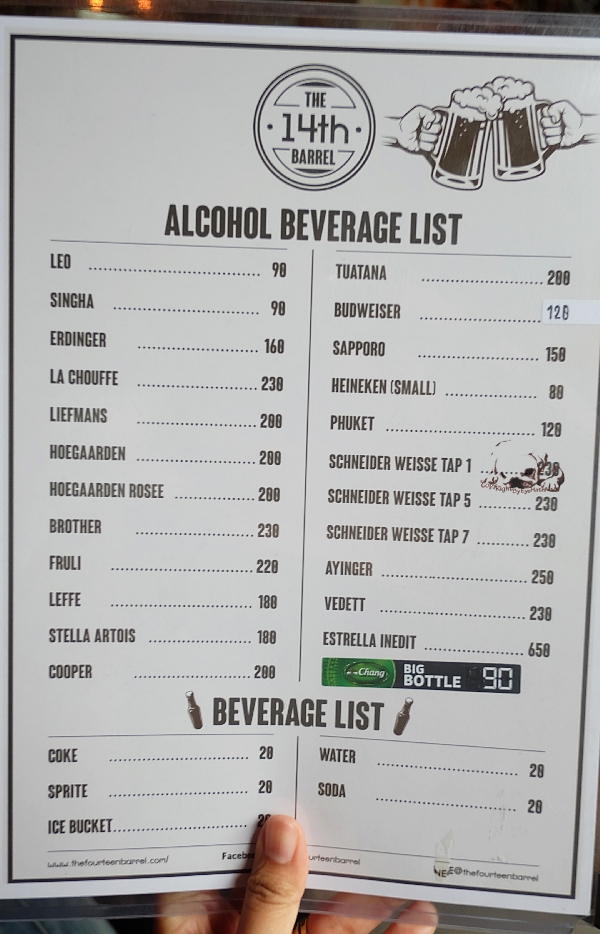 THE
14th
BARREL
ALCOHOL BEVERAGE LIST
LEO ........ 90
SINGHA ........ 90
ERDINGER ........ 160
LA CHOUFFE ........ 230
LIEFMANS ........ 200
HOEGAARDEN ........ 200
HOEGAARDEN ROSEE ........ 200
BROTHER ........ 230
FRULI ........ 220
LEFFE ........ 180
STELLA ARTOIS ........ 180
COOPER ........ 200
TUATANA ........ 200
BUDWEISER ........ 120
SAPPORO ........ 150
HEINEKEN (SMALL) ........ 80
PHUKET ........ 120
SCHNEIDER WEISSE TAP 1 ........ 230
SCHNEIDER WEISSE TAP 5 ........ 230
SCHNEIDER WEISSE TAP 7 ........ 230
AYINGER ........ 250
VEDETT ........ 230
ESTRELLA INEDIT ........ 650
Chang BIG BOTTLE 90
BEVERAGE LIST
COKE ........ 20
SPRITE ........ 20
ICE BUCKET ........
WATER ........ 20
SODA ........ 20
www.thefourteenbarrel.com/
@thefourteenbarrel